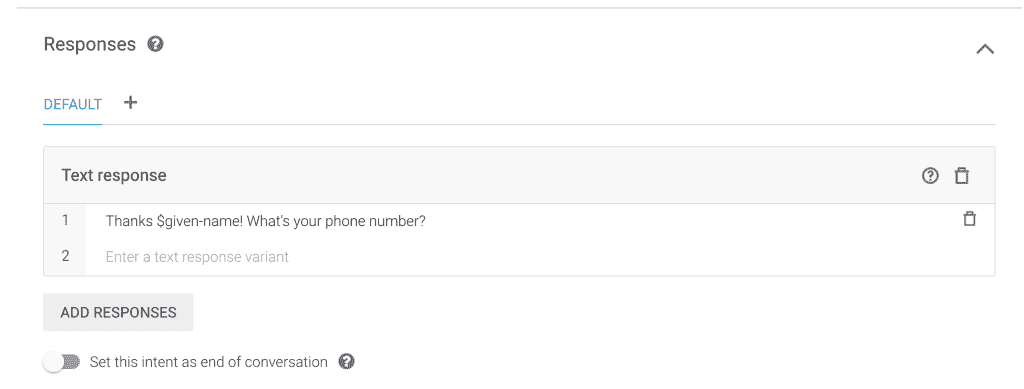 Responses
DEFAULT
Text response
1 Thanks $given-name! What's your phone number?
2 Enter a text response variant
ADD RESPONSES
Set this intent as end of conversation